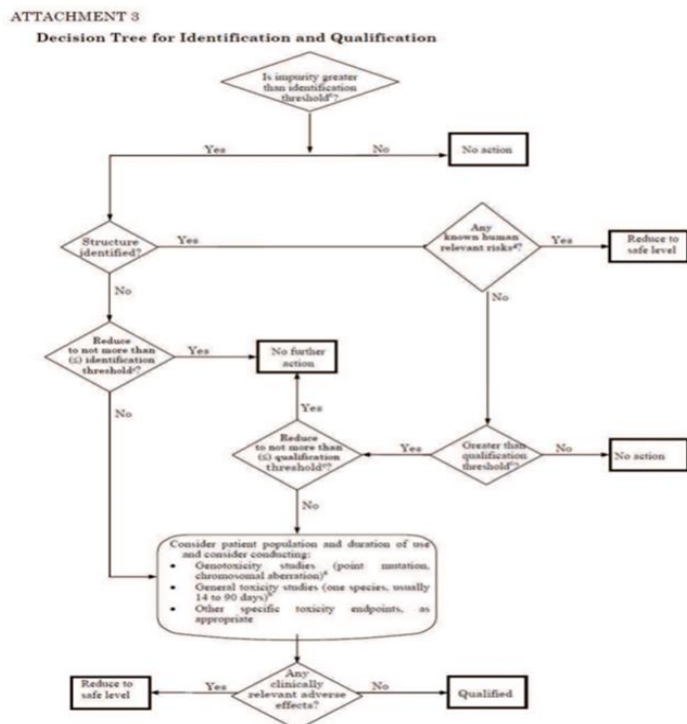 ATTACHMENT 3
Decision Tree for Identification and Qualification
Is impurity greater
than identification
threshold?
Yes
No
No action
Structure
identified?
Yes
Any
known human
relevant risks?
Yes
Reduce to
safe level
No
No
Reduce
to not more than
(≤) identification
threshold?
Yes
No further
action
No
Yes
Reduce
to not more than
(≤) qualification
threshold?
Yes
Greater than
qualification
threshold?
No
No action
No
Consider patient population and duration of use
and consider conducting:
• Genotoxicity studies (point mutation,
chromosomal aberration)
• General toxicity studies (one species, usually
14 to 90 days)
• Other specific toxicity endpoints, as
appropriate
Reduce to
safe level
Yes
Any
clinically
relevant adverse
effects?
No
Qualified